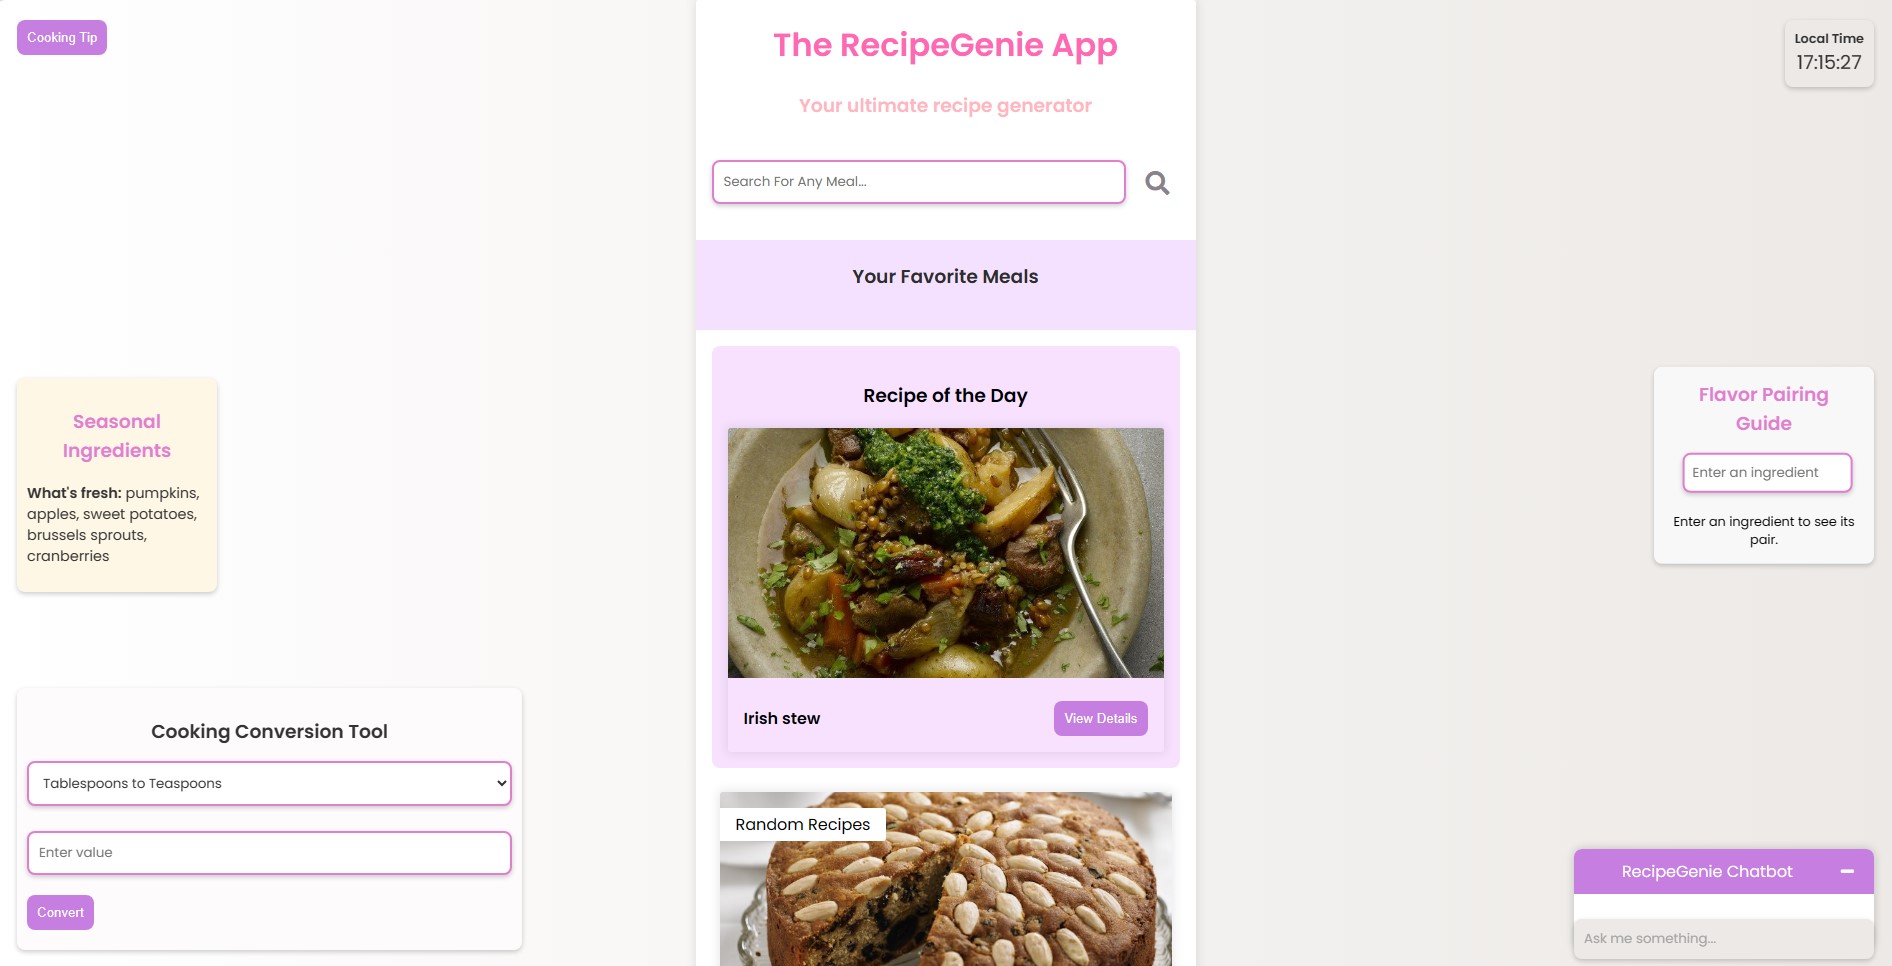 Cooking Tip
The RecipeGenie App
Your ultimate recipe generator
Local Time
17:15:27
Search For Any Meal...
Your Favorite Meals
Recipe of the Day
Irish stew
View Details
Random Recipes
Seasonal
Ingredients
What's fresh: pumpkins,
apples, sweet potatoes,
brussels sprouts,
cranberries
Cooking Conversion Tool
Tablespoons to Teaspoons
Enter value
Convert
Flavor Pairing
Guide
Enter an ingredient
Enter an ingredient to see its
pair.
RecipeGenie Chatbot
Ask me something...